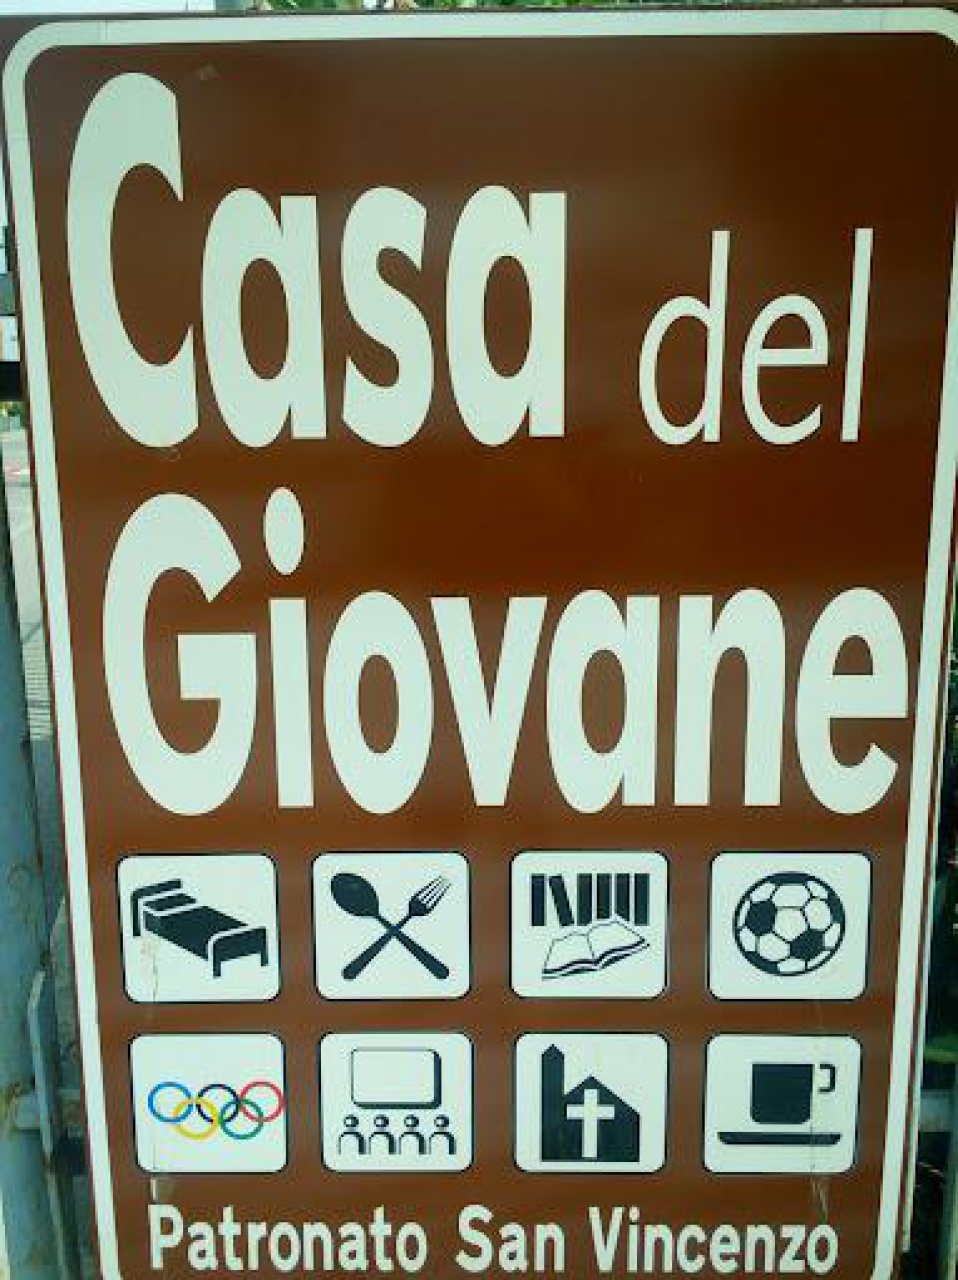 Casa del
Giovane
Patronato San Vincenzo